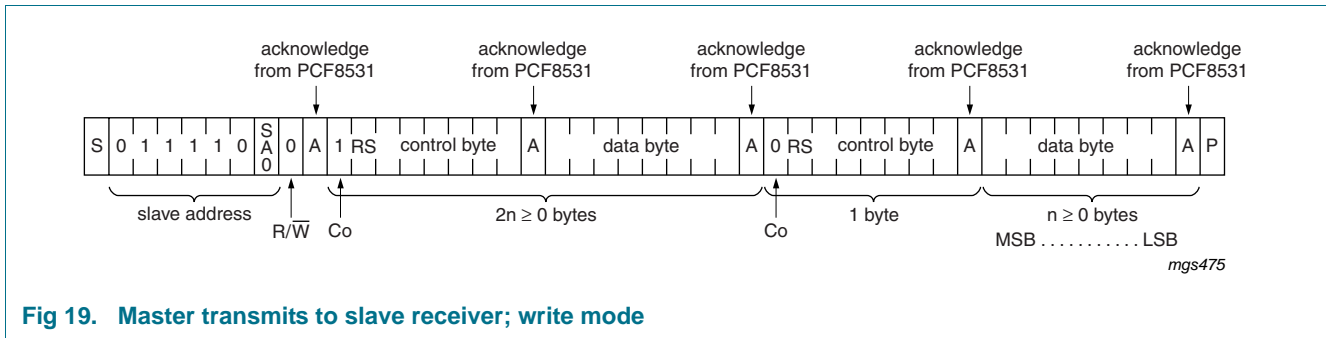 acknowledge from PCF8531
acknowledge from PCF8531
acknowledge from PCF8531
acknowledge from PCF8531
acknowledge from PCF8531
S 0 1 1 1 1 0 SA0 0 A 1 RS control byte A data byte A 0 RS control byte A data byte A P
slave address
R/W̅
Co
2n ≥ 0 bytes
Co
1 byte
n ≥ 0 bytes
MSB . . . . . . . . . . . LSB
mgs475
Fig 19. Master transmits to slave receiver; write mode